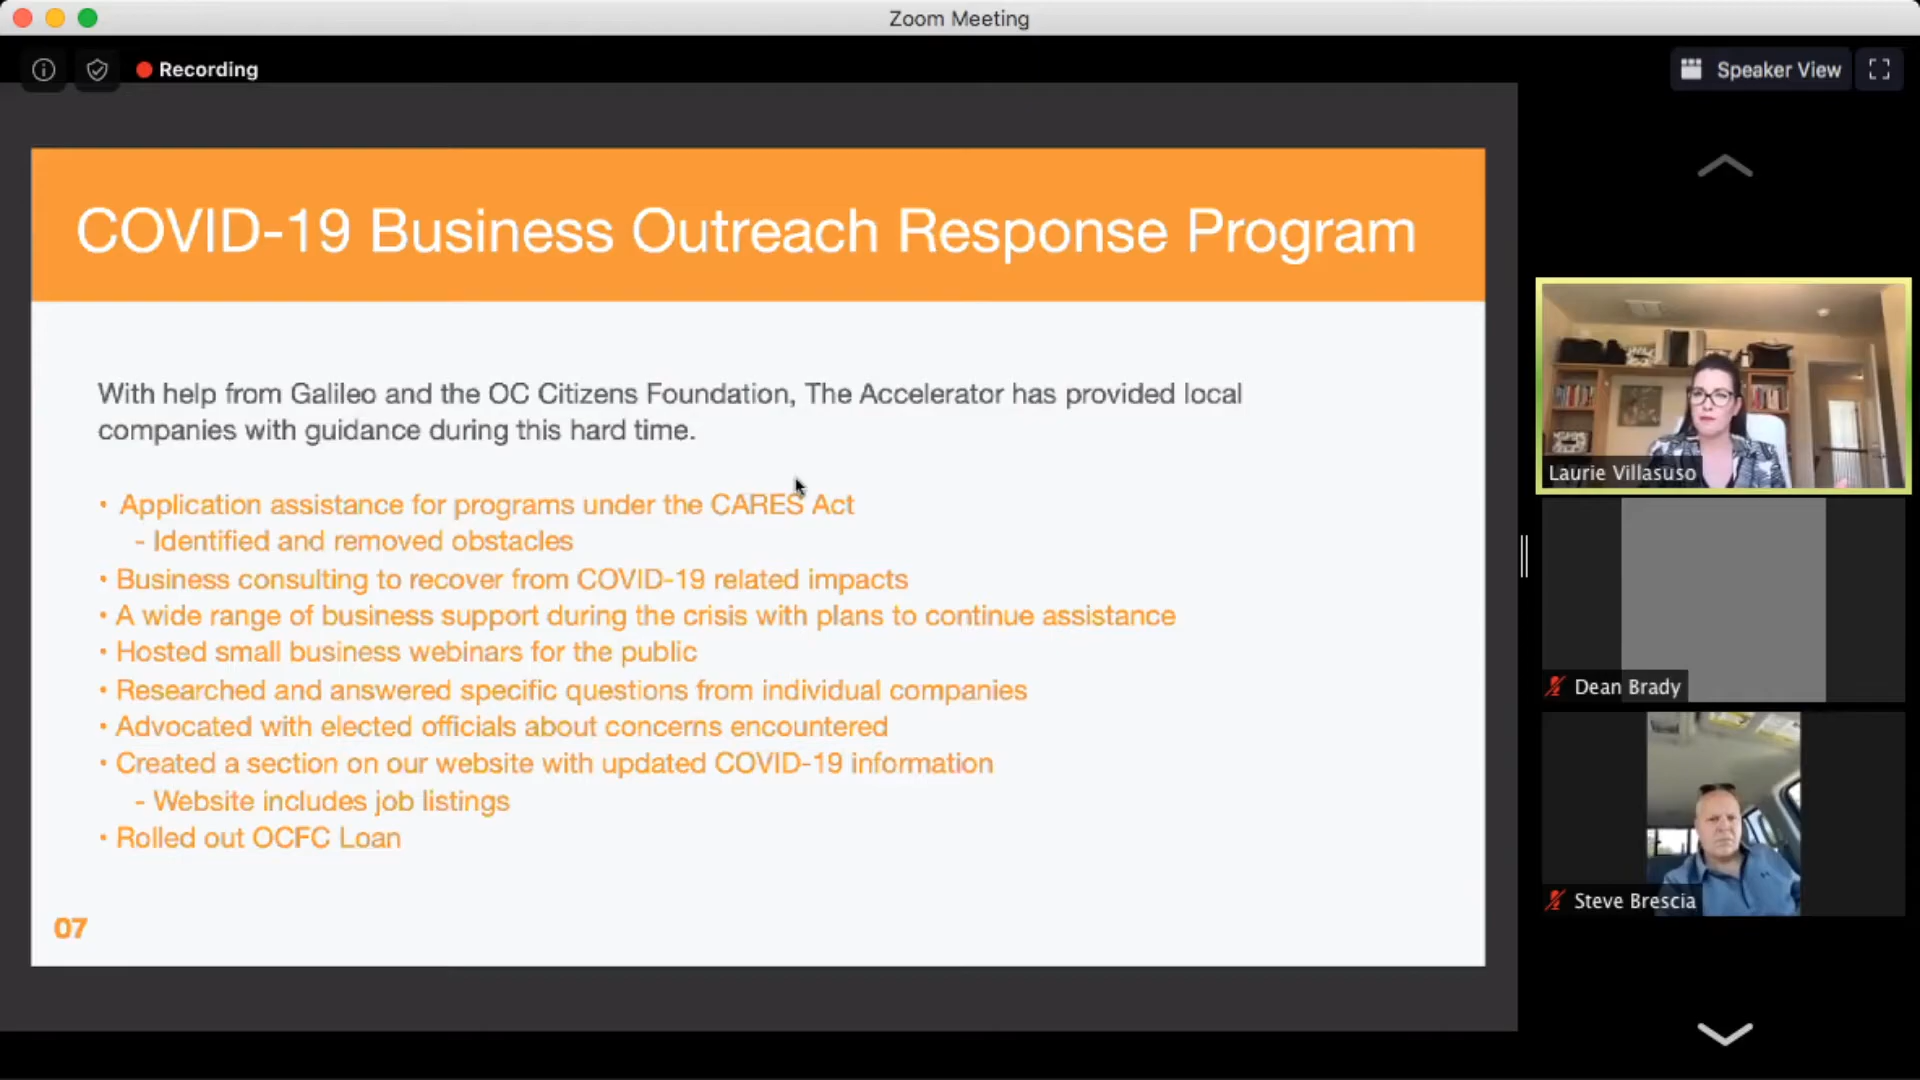 Zoom Meeting
Recording
Speaker View
COVID-19 Business Outreach Response Program
With help from Galileo and the OC Citizens Foundation, The Accelerator has provided local
companies with guidance during this hard time.
• Application assistance for programs under the CARES Act
- Identified and removed obstacles
• Business consulting to recover from COVID-19 related impacts
• A wide range of business support during the crisis with plans to continue assistance
• Hosted small business webinars for the public
• Researched and answered specific questions from individual companies
• Advocated with elected officials about concerns encountered
• Created a section on our website with updated COVID-19 information
- Website includes job listings
• Rolled out OCFC Loan
07
Laurie Villasuso
Dean Brady
Steve Brescia